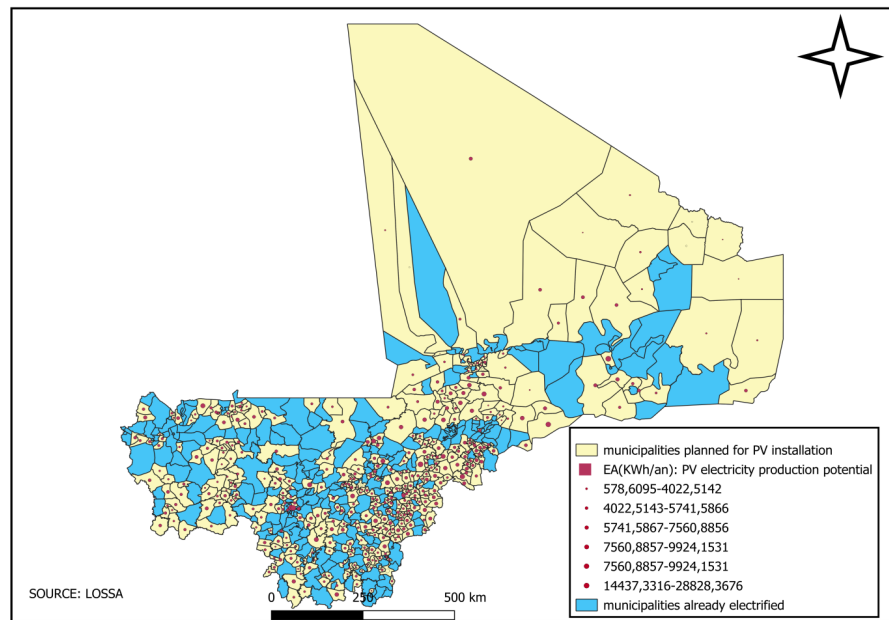 municipalities planned for PV installation
EA(KWh/an): PV electricity production potential
578,6095-4022,5142
4022,5143-5741,5866
5741,5867-7560,8856
7560,8857-9924,1531
7560,8857-9924,1531
14437,3316-28828,3676
municipalities already electrified
SOURCE: LOSSA
0 250 500 km